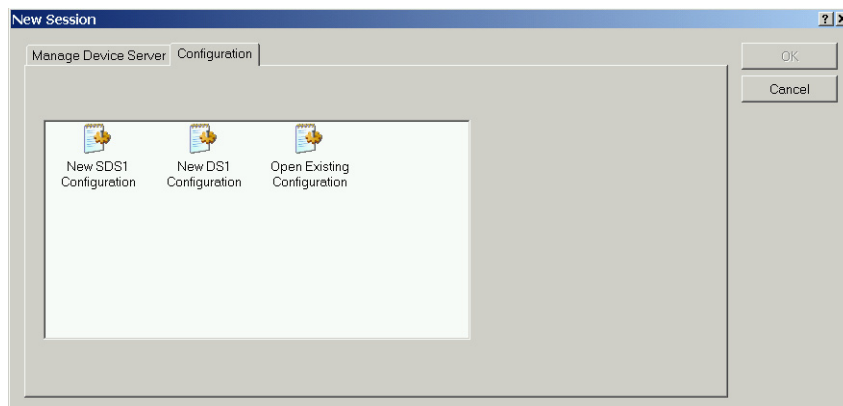 New Session
Manage Device Server Configuration
OK
Cancel
New SDS1 Configuration
New DS1 Configuration
Open Existing Configuration